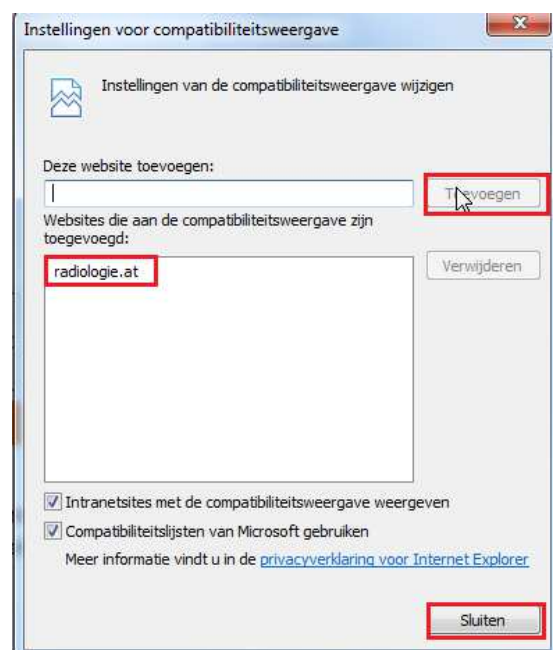 Instellingen voor compatibiliteitsweergave
Instellingen van de compatibiliteitsweergave wijzigen
Deze website toevoegen:
Toevoegen
Websites die aan de compatibiliteitsweergave zijn
toegevoegd:
radiologie.at
Verwijderen
Intranetsites met de compatibiliteitsweergave weergeven
Compatibiliteitslijsten van Microsoft gebruiken
Meer informatie vindt u in de privacyverklaring voor Internet Explorer
Sluiten